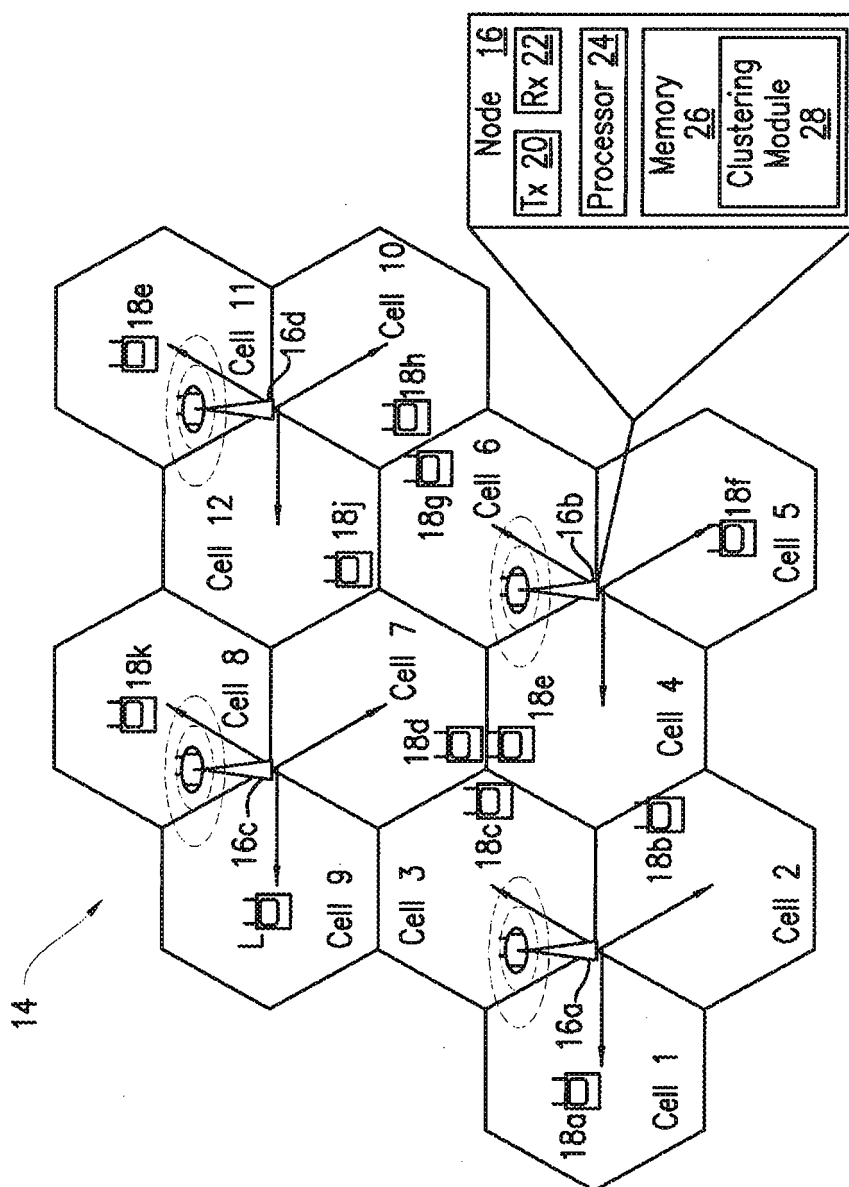 14
18e
Cell 11
16d
Cell 10
18h
Cell 12
18j
18k
Cell 8
16c
Cell 7
L
Cell 9
Cell 3
18g
Cell 6
16b
18d
18e
18c
Cell 4
18f
Cell 5
18b
Cell 2
16a
18a
Cell 1
Node 16
Tx 20
Rx 22
Processor 24
Memory
26
Clustering
Module
28